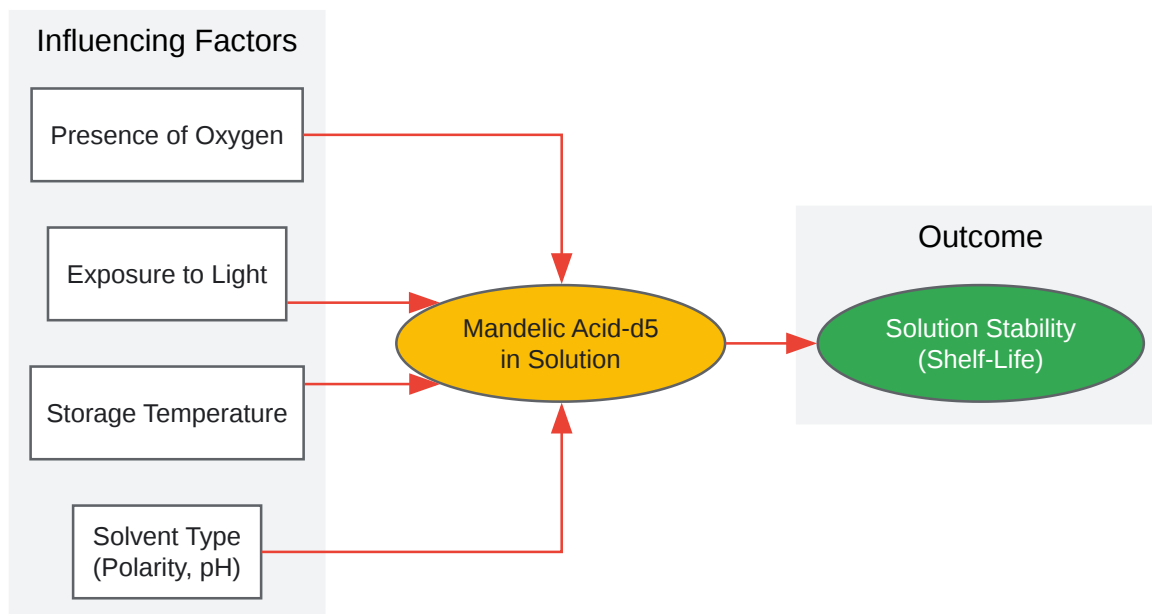 Influencing Factors
Presence of Oxygen
Exposure to Light
Storage Temperature
Solvent Type
(Polarity, pH)
Mandelic Acid-d5
in Solution
Outcome
Solution Stability
(Shelf-Life)